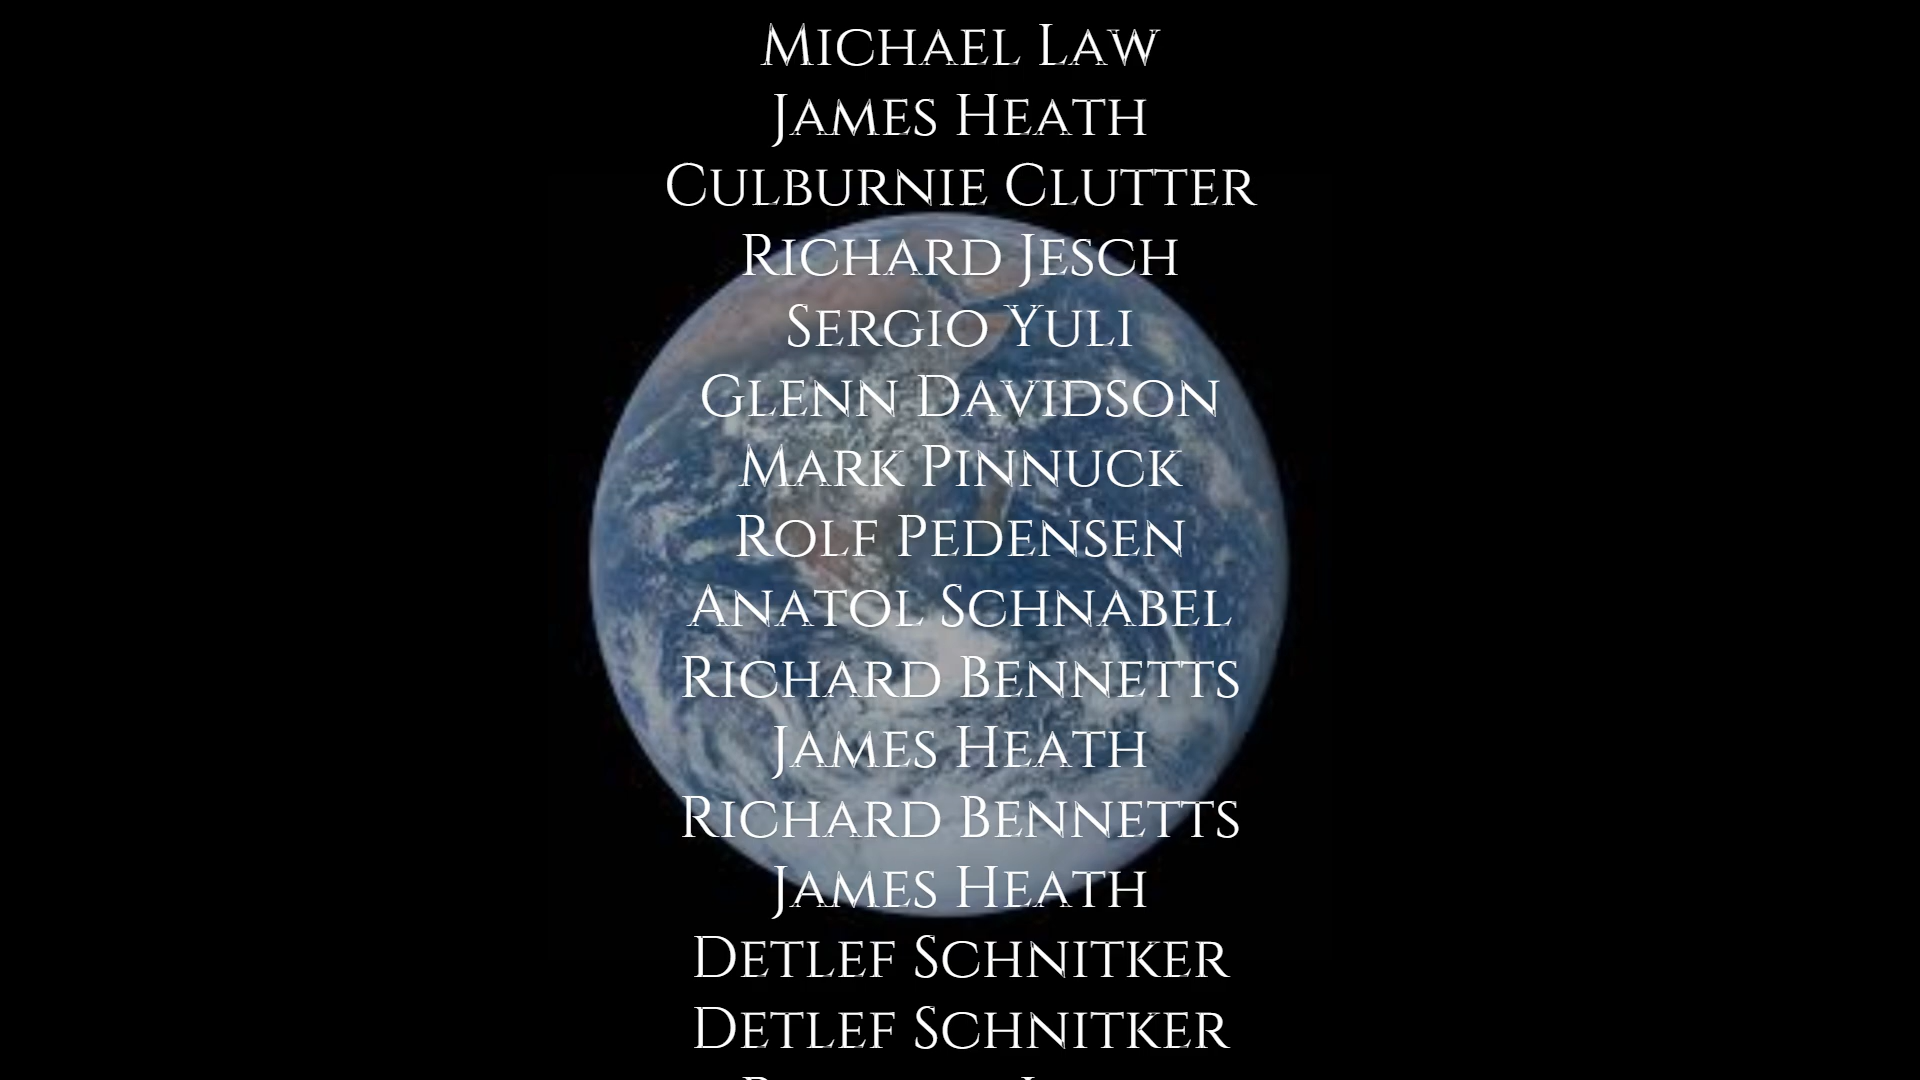 Michael Law
James Heath
Culburnie Clutter
Richard Jesch
Sergio Yuli
Glenn Davidson
Mark Pinnuck
Rolf Pedensen
Anatol Schnabel
Richard Bennetts
James Heath
Richard Bennetts
James Heath
Detlef Schnitker
Detlef Schnitker